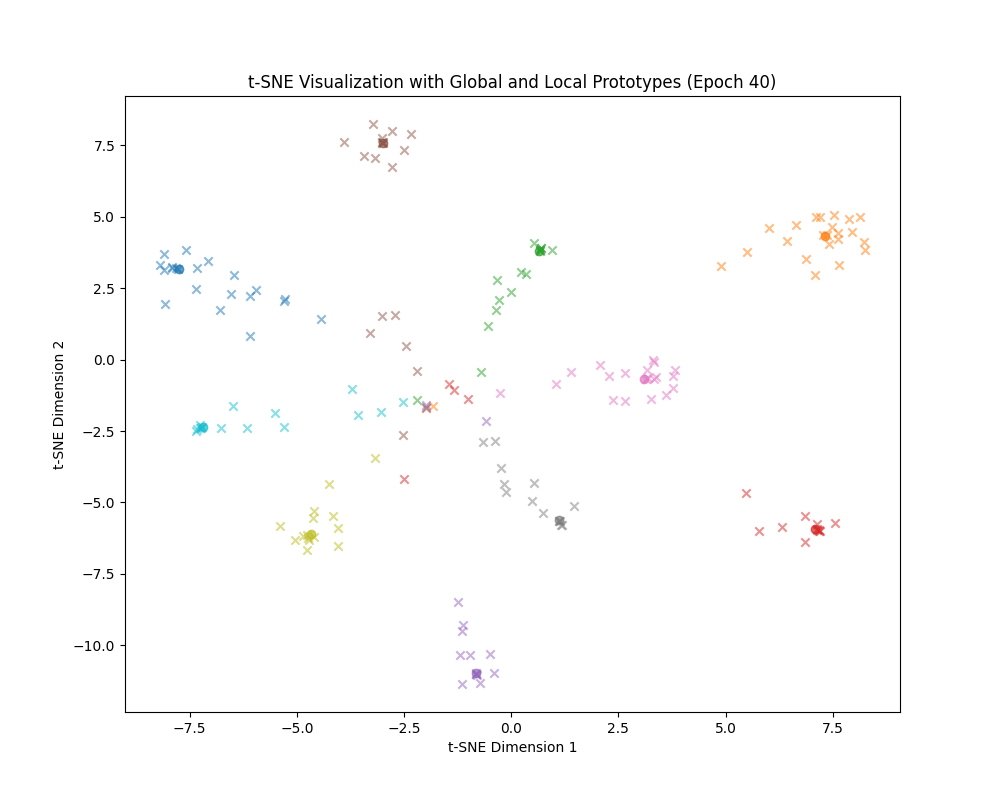 t-SNE Visualization with Global and Local Prototypes (Epoch 40)
7.5
5.0
2.5
0.0
−2.5
−5.0
−7.5
−10.0
t-SNE Dimension 2
−7.5 −5.0 −2.5 0.0 2.5 5.0 7.5
t-SNE Dimension 1